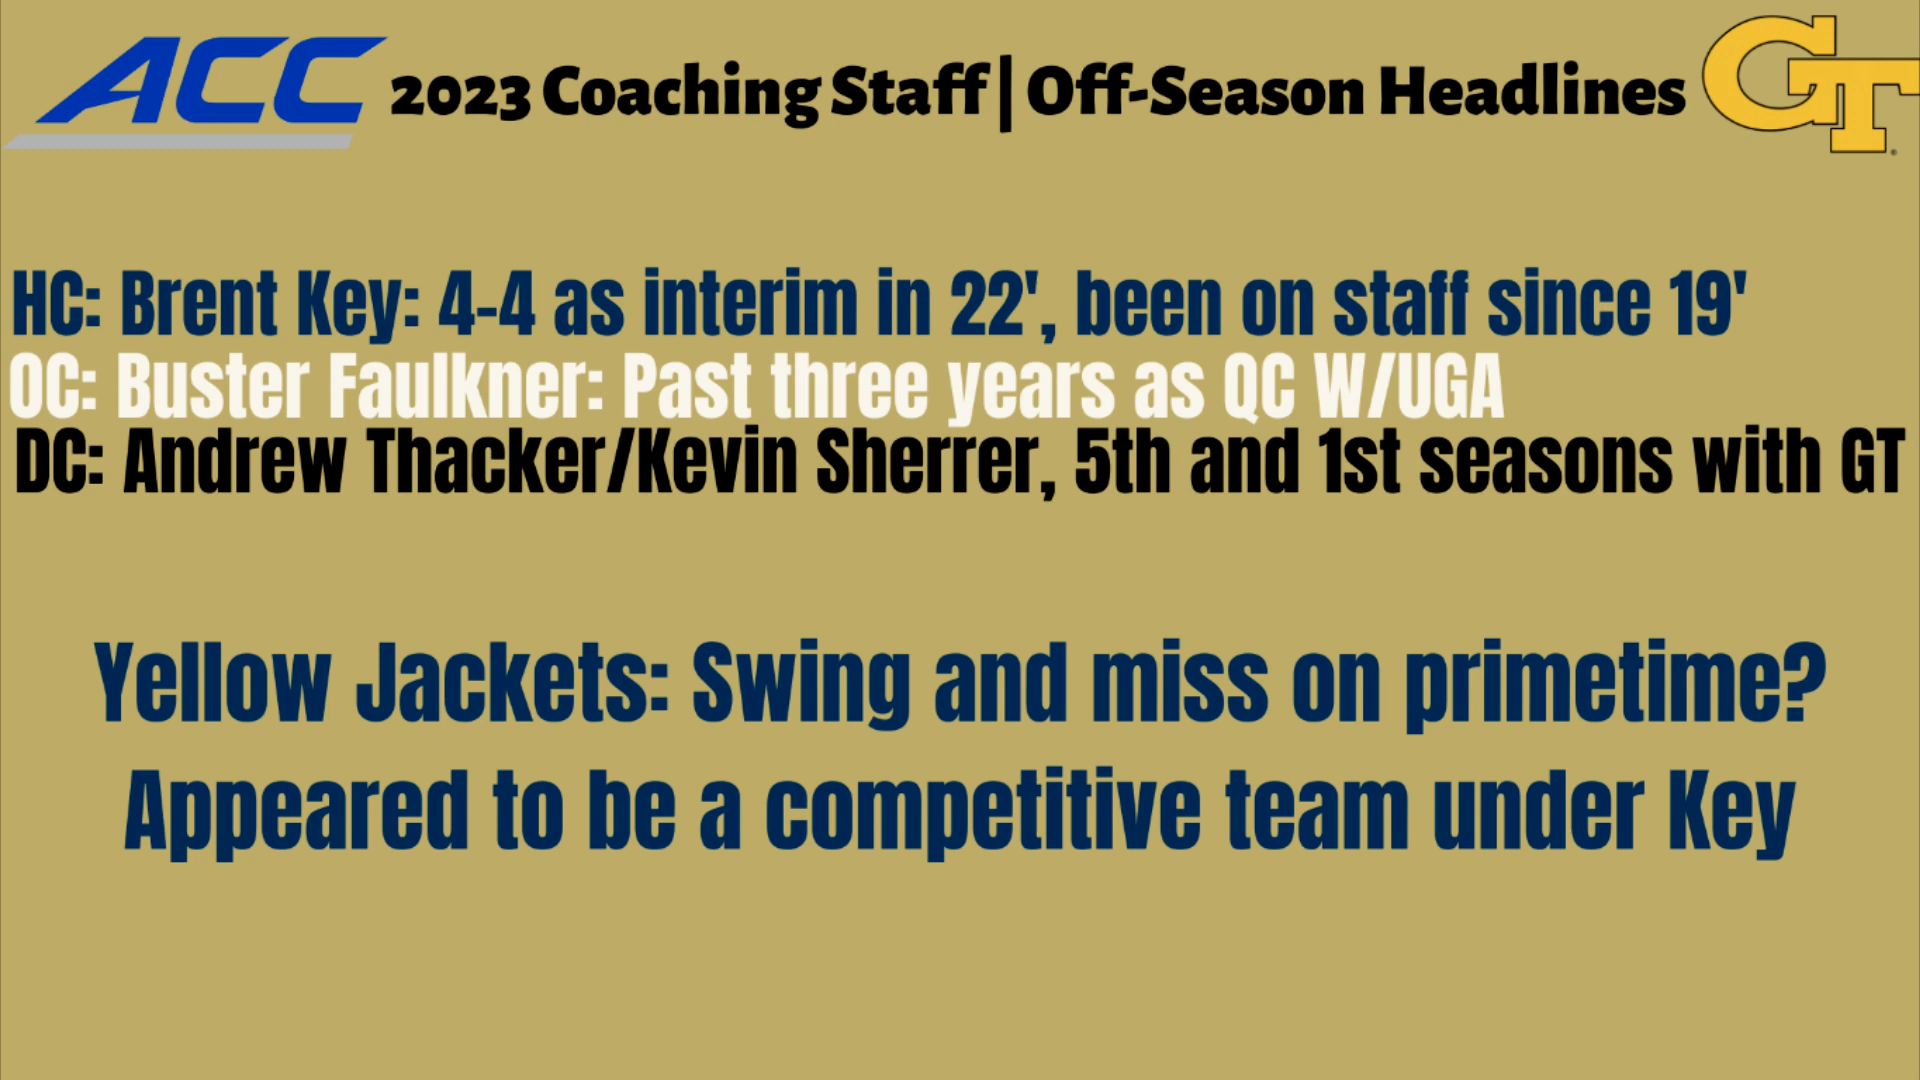 ACC 2023 Coaching Staff | Off-Season Headlines GT
HC: Brent Key: 4-4 as interim in 22', been on staff since 19'
OC: Buster Faulkner: Past three years as QC W/UGA
DC: Andrew Thacker/Kevin Sherrer, 5th and 1st seasons with GT
Yellow Jackets: Swing and miss on primetime?
Appeared to be a competitive team under Key